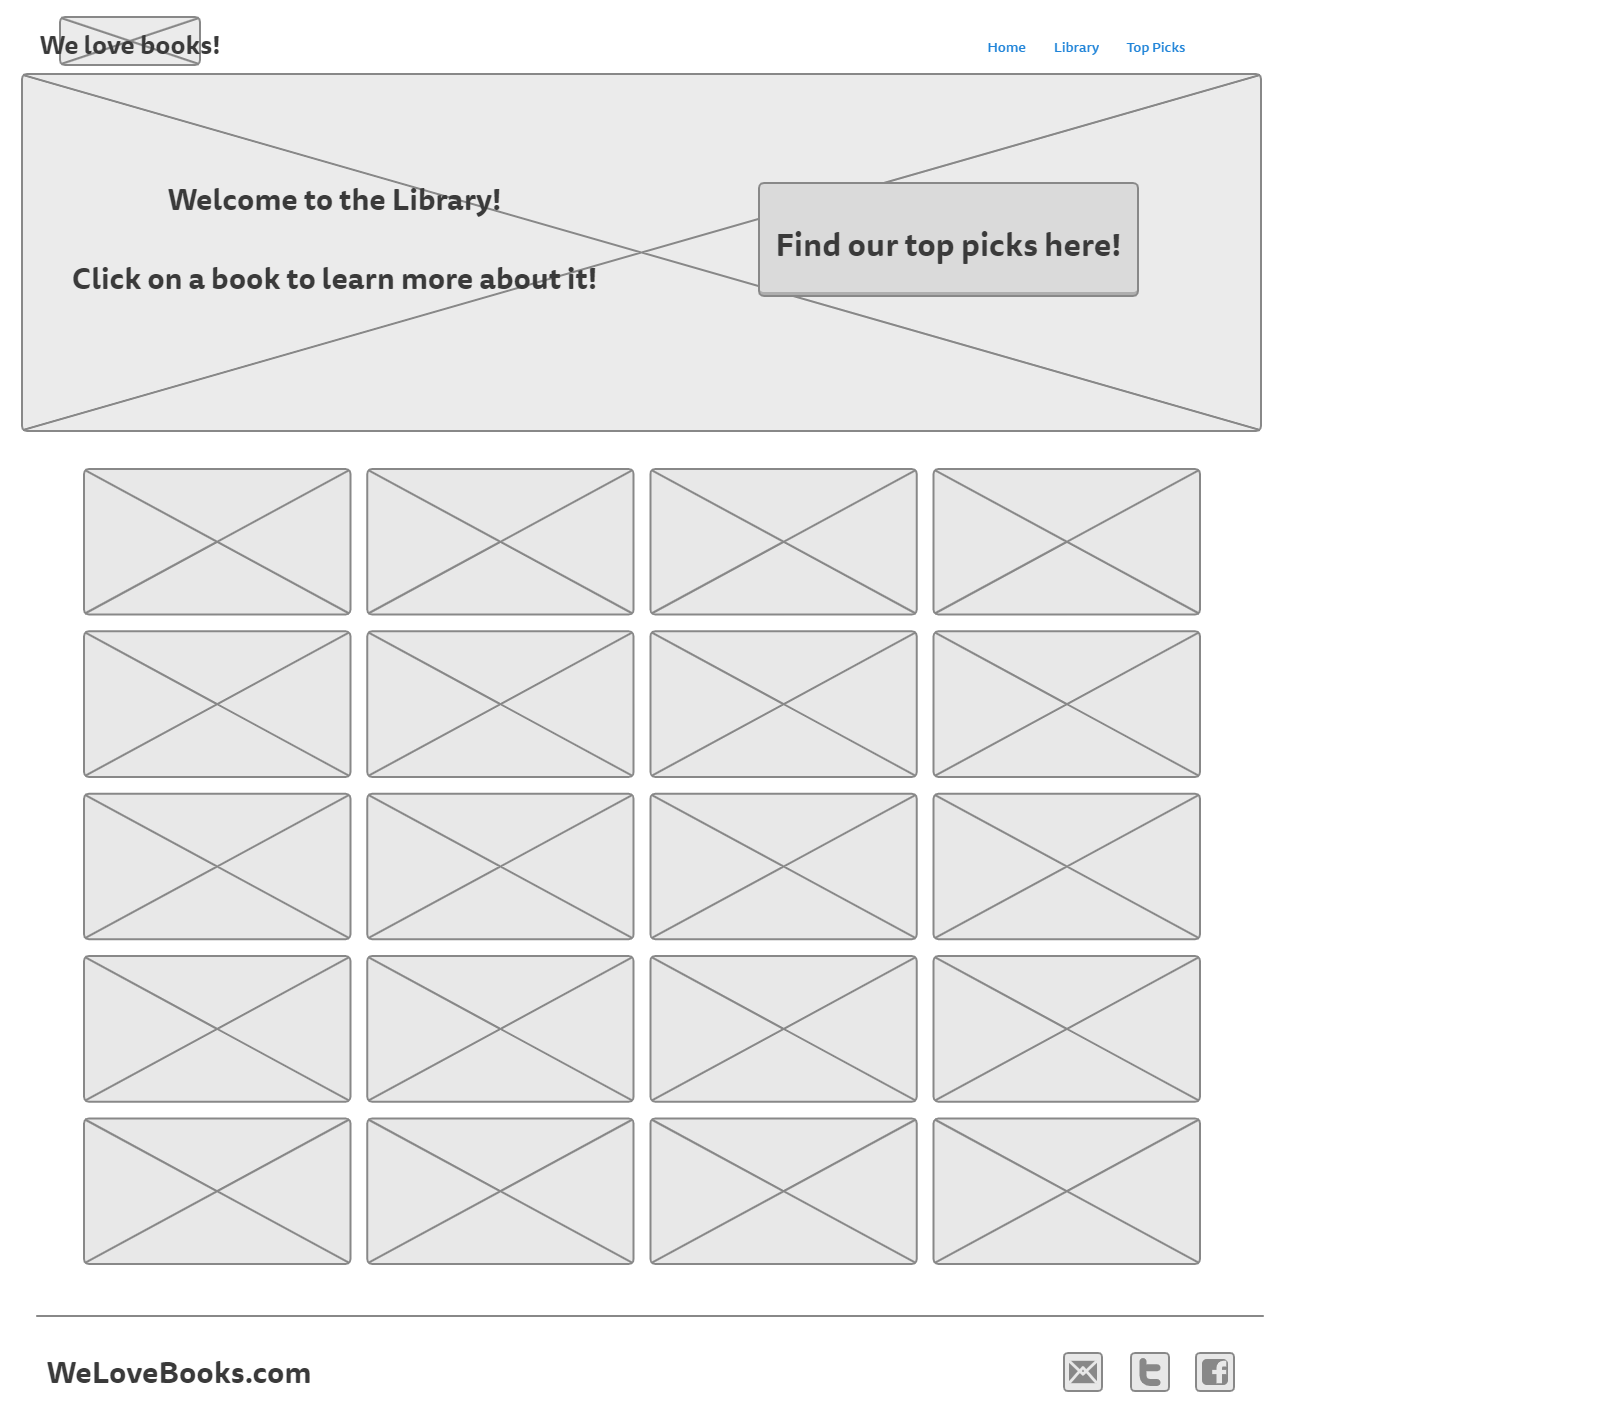 We love books!
Home
Library
Top Picks
Welcome to the Library!
Click on a book to learn more about it!
Find our top picks here!
WeLoveBooks.com